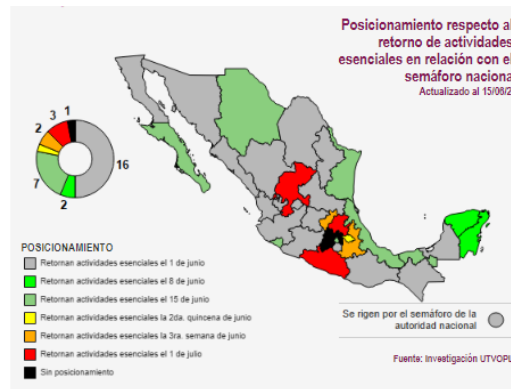 Posicionamiento respecto al
retorno de actividades
esenciales en relación con el
semáforo naciona
Actualizado al 15/06/2
1
3
2
16
7
2
POSICIONAMIENTO
Retornan actividades esenciales el 1 de junio
Retornan actividades esenciales el 8 de junio
Retornan actividades esenciales el 15 de junio
Retornan actividades esenciales la 2da. quincena de junio
Retornan actividades esenciales la 3ra. semana de junio
Retornan actividades esenciales el 1 de julio
Sin posicionamiento
Se rigen por el semáforo de la
autoridad nacional
Fuente: Investigación UTVOPL